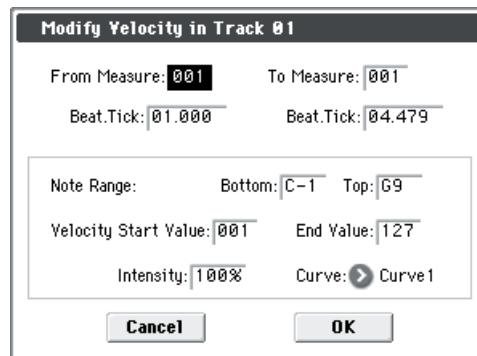 Modify Velocity in Track 01
From Measure: 001 To Measure: 001
Beat.Tick: 01.000 Beat.Tick: 04.479
Note Range: Bottom: C-1 Top: G9
Velocity Start Value: 001 End Value: 127
Intensity: 100% Curve: Curve1
Cancel OK